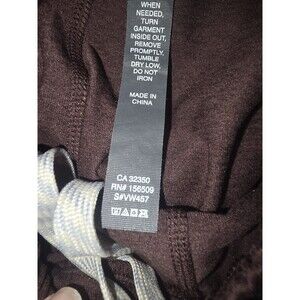 WHEN
NEEDED,
TURN
GARMENT
INSIDE OUT,
REMOVE
PROMPTLY,
TUMBLE
DRY LOW,
DO NOT
IRON
MADE IN
CHINA
CA 32350
RN# 156509
S#VW457